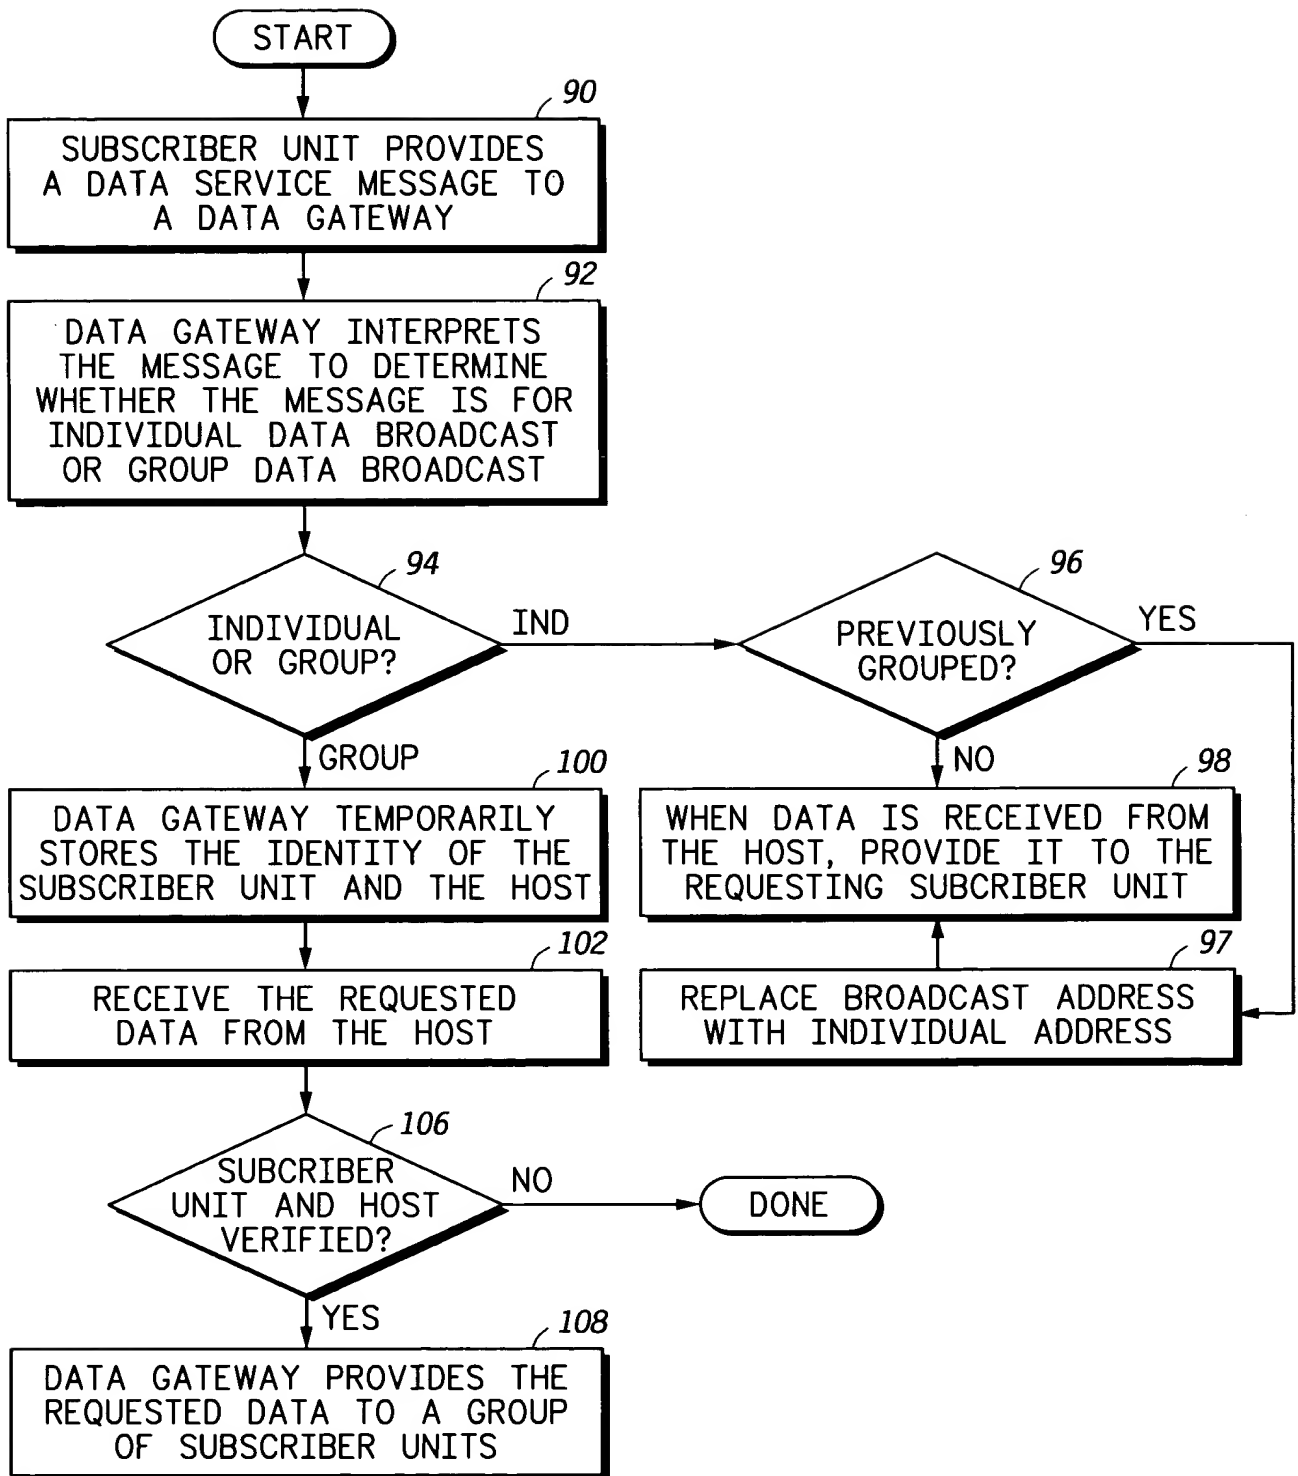 START
90
SUBSCRIBER UNIT PROVIDES
A DATA SERVICE MESSAGE TO
A DATA GATEWAY
92
DATA GATEWAY INTERPRETS
THE MESSAGE TO DETERMINE
WHETHER THE MESSAGE IS FOR
INDIVIDUAL DATA BROADCAST
OR GROUP DATA BROADCAST
94
INDIVIDUAL
OR GROUP?
IND
GROUP
96
PREVIOUSLY
GROUPED?
YES
NO
98
WHEN DATA IS RECEIVED FROM
THE HOST, PROVIDE IT TO THE
REQUESTING SUBCRIBER UNIT
97
REPLACE BROADCAST ADDRESS
WITH INDIVIDUAL ADDRESS
100
DATA GATEWAY TEMPORARILY
STORES THE IDENTITY OF THE
SUBSCRIBER UNIT AND THE HOST
102
RECEIVE THE REQUESTED
DATA FROM THE HOST
106
SUBCRIBER
UNIT AND HOST
VERIFIED?
NO
DONE
YES
108
DATA GATEWAY PROVIDES THE
REQUESTED DATA TO A GROUP
OF SUBSCRIBER UNITS